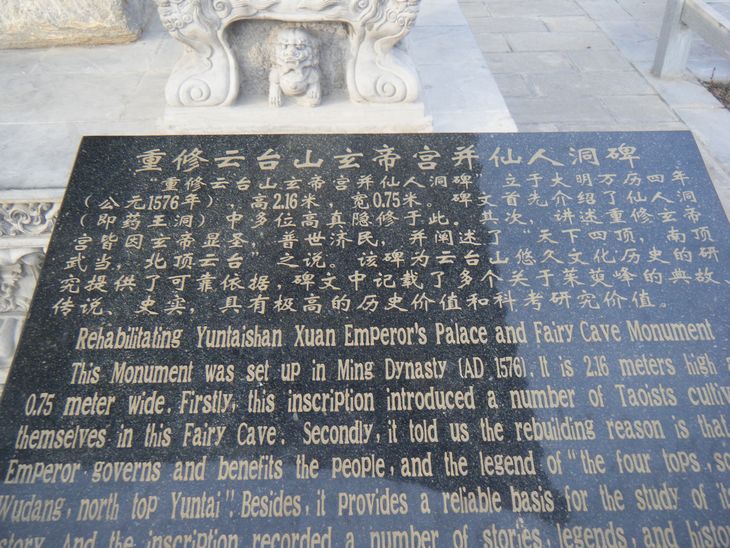 重修云台山玄帝宫并仙人洞碑
重修云台山玄帝宫并仙人洞碑，立于大明万历四年
（公元1576年），高2.16米，宽0.75米。碑文首先介绍了仙人洞
（即药王洞）中多位高真隐修于此。其次，讲述重修玄帝
宫皆因玄帝显圣，普世济民，并阐述了“天下四顶，南顶
武当，北顶云台”之说。该碑为云台山悠久文化历史的研
究提供了可靠依据，碑文中记载了多个关于茱萸峰的典故、
传说、史实，具有极高的历史价值和科考研究价值。
Rehabilitating Yuntaishan Xuan Emperor's Palace and Fairy Cave Monument
This Monument was set up in Ming Dynasty (AD 1576). It is 2.16 meters high a
0.75 meter wide. Firstly, this inscription introduced a number of Taoists cultiv
themselves in this Fairy Cave. Secondly, it told us the rebuilding reason is that
Emperor governs and benefits the people, and the legend of "the four tops, so
Wudang, north top Yuntai". Besides, it provides a reliable basis for the study of its
story. And the inscription recorded a number of stories, legends, and histor